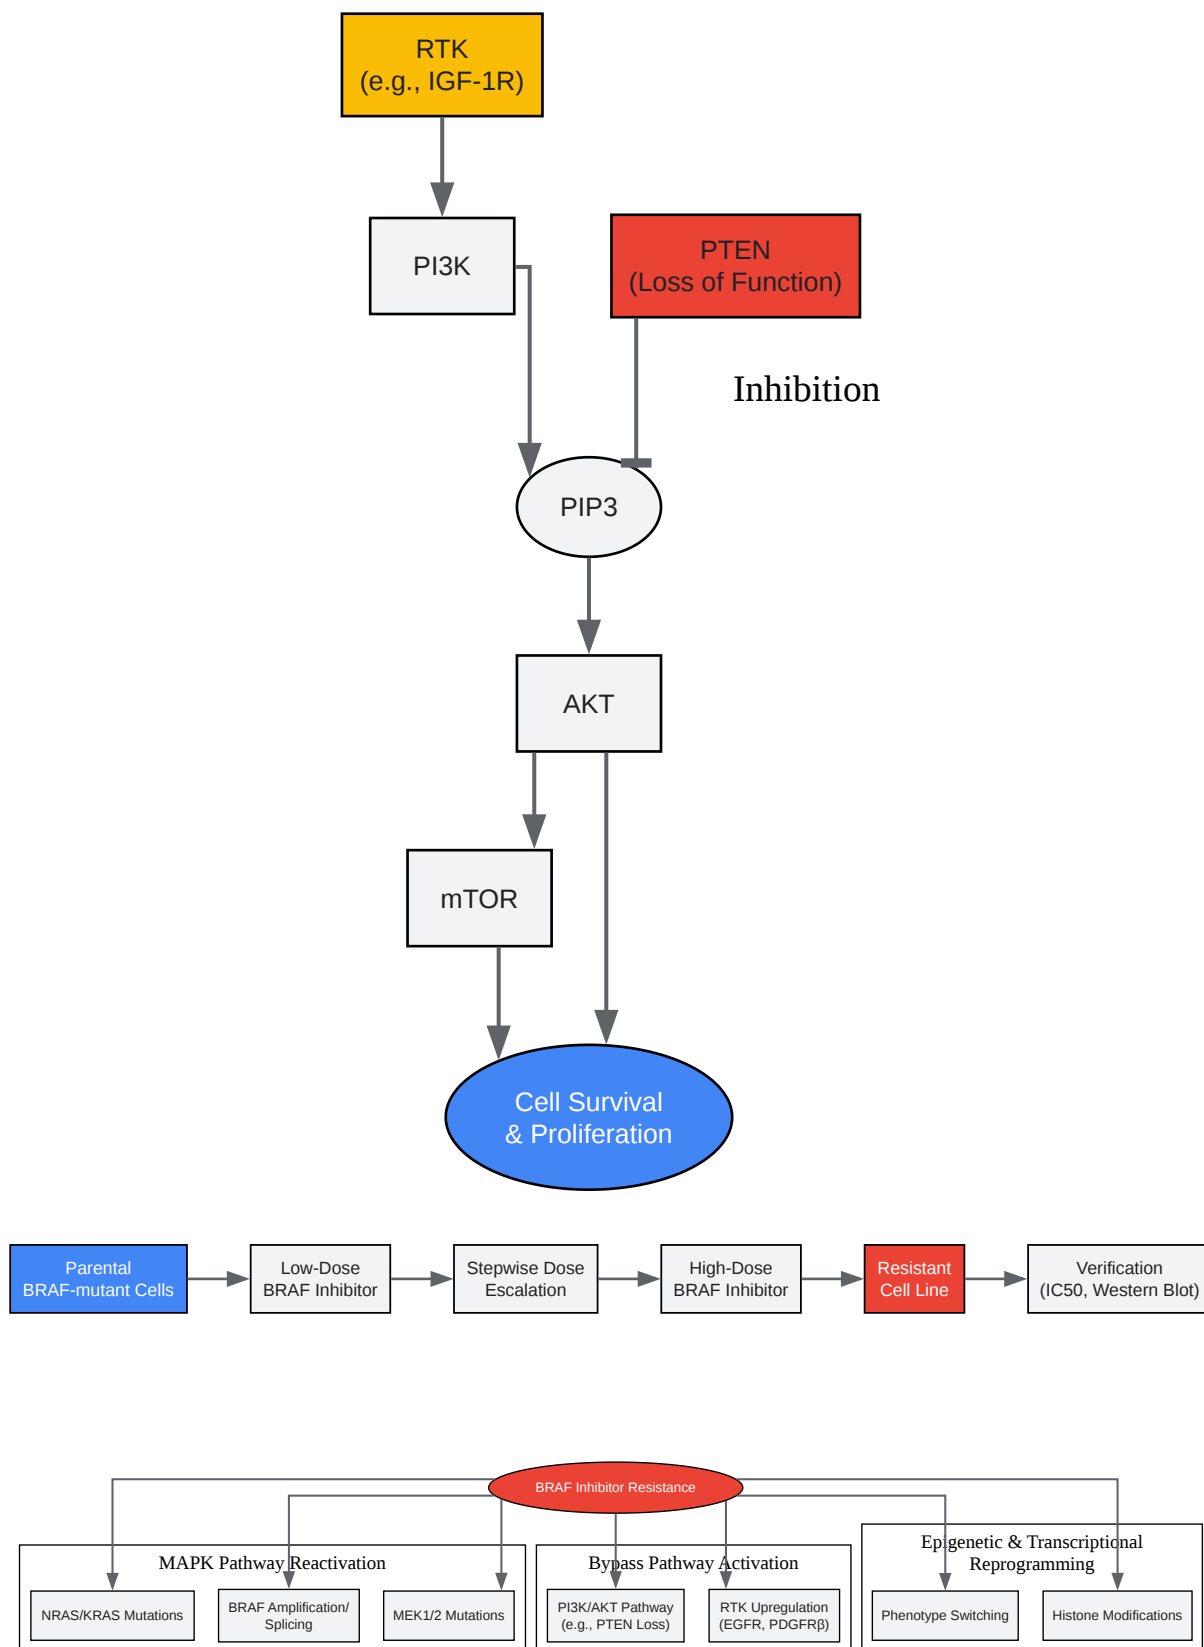 RTK
(e.g., IGF-1R)
PI3K
PTEN
(Loss of Function)
Inhibition
PIP3
AKT
mTOR
Cell Survival
& Proliferation
Parental
BRAF-mutant Cells
Low-Dose
BRAF Inhibitor
Stepwise Dose
Escalation
High-Dose
BRAF Inhibitor
Resistant
Cell Line
Verification
(IC50, Western Blot)
BRAF Inhibitor Resistance
MAPK Pathway Reactivation
NRAS/KRAS Mutations
BRAF Amplification/
Splicing
MEK1/2 Mutations
Bypass Pathway Activation
PI3K/AKT Pathway
(e.g., PTEN Loss)
RTK Upregulation
(EGFR, PDGFRβ)
Epigenetic & Transcriptional
Reprogramming
Phenotype Switching
Histone Modifications